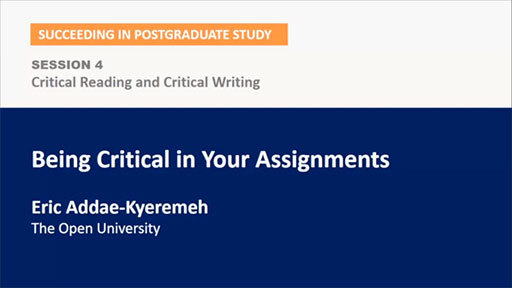 SUCCEEDING IN POSTGRADUATE STUDY
SESSION 4
Critical Reading and Critical Writing
Being Critical in Your Assignments
Eric Addae-Kyeremeh
The Open University